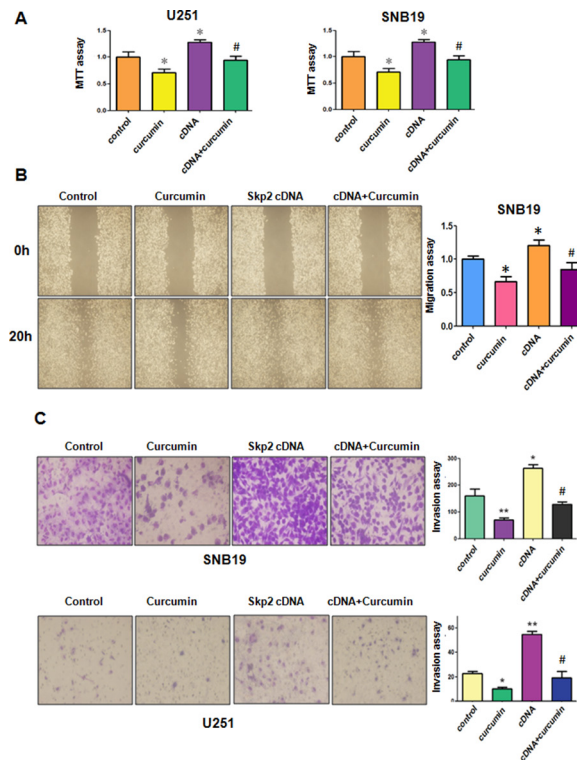 A
U251
SNB19
MTT assay
1.5
1.0
0.5
0.0
*
*
#
control
curcumin
cDNA
cDNA+curcumin
MTT assay
1.5
1.0
0.5
0.0
*
*
#
control
curcumin
cDNA
cDNA+curcumin
B
Control
Curcumin
Skp2 cDNA
cDNA+Curcumin
0h
20h
SNB19
Migration assay
1.5
1.0
0.5
0.0
*
*
#
control
curcumin
cDNA
cDNA+curcumin
C
Control
Curcumin
Skp2 cDNA
cDNA+Curcumin
SNB19
Invasion assay
300
200
100
0
**
*
#
control
curcumin
cDNA
cDNA+curcumin
Control
Curcumin
Skp2 cDNA
cDNA+Curcumin
U251
Invasion assay
60
40
20
0
*
**
#
control
curcumin
cDNA
cDNA+curcumin